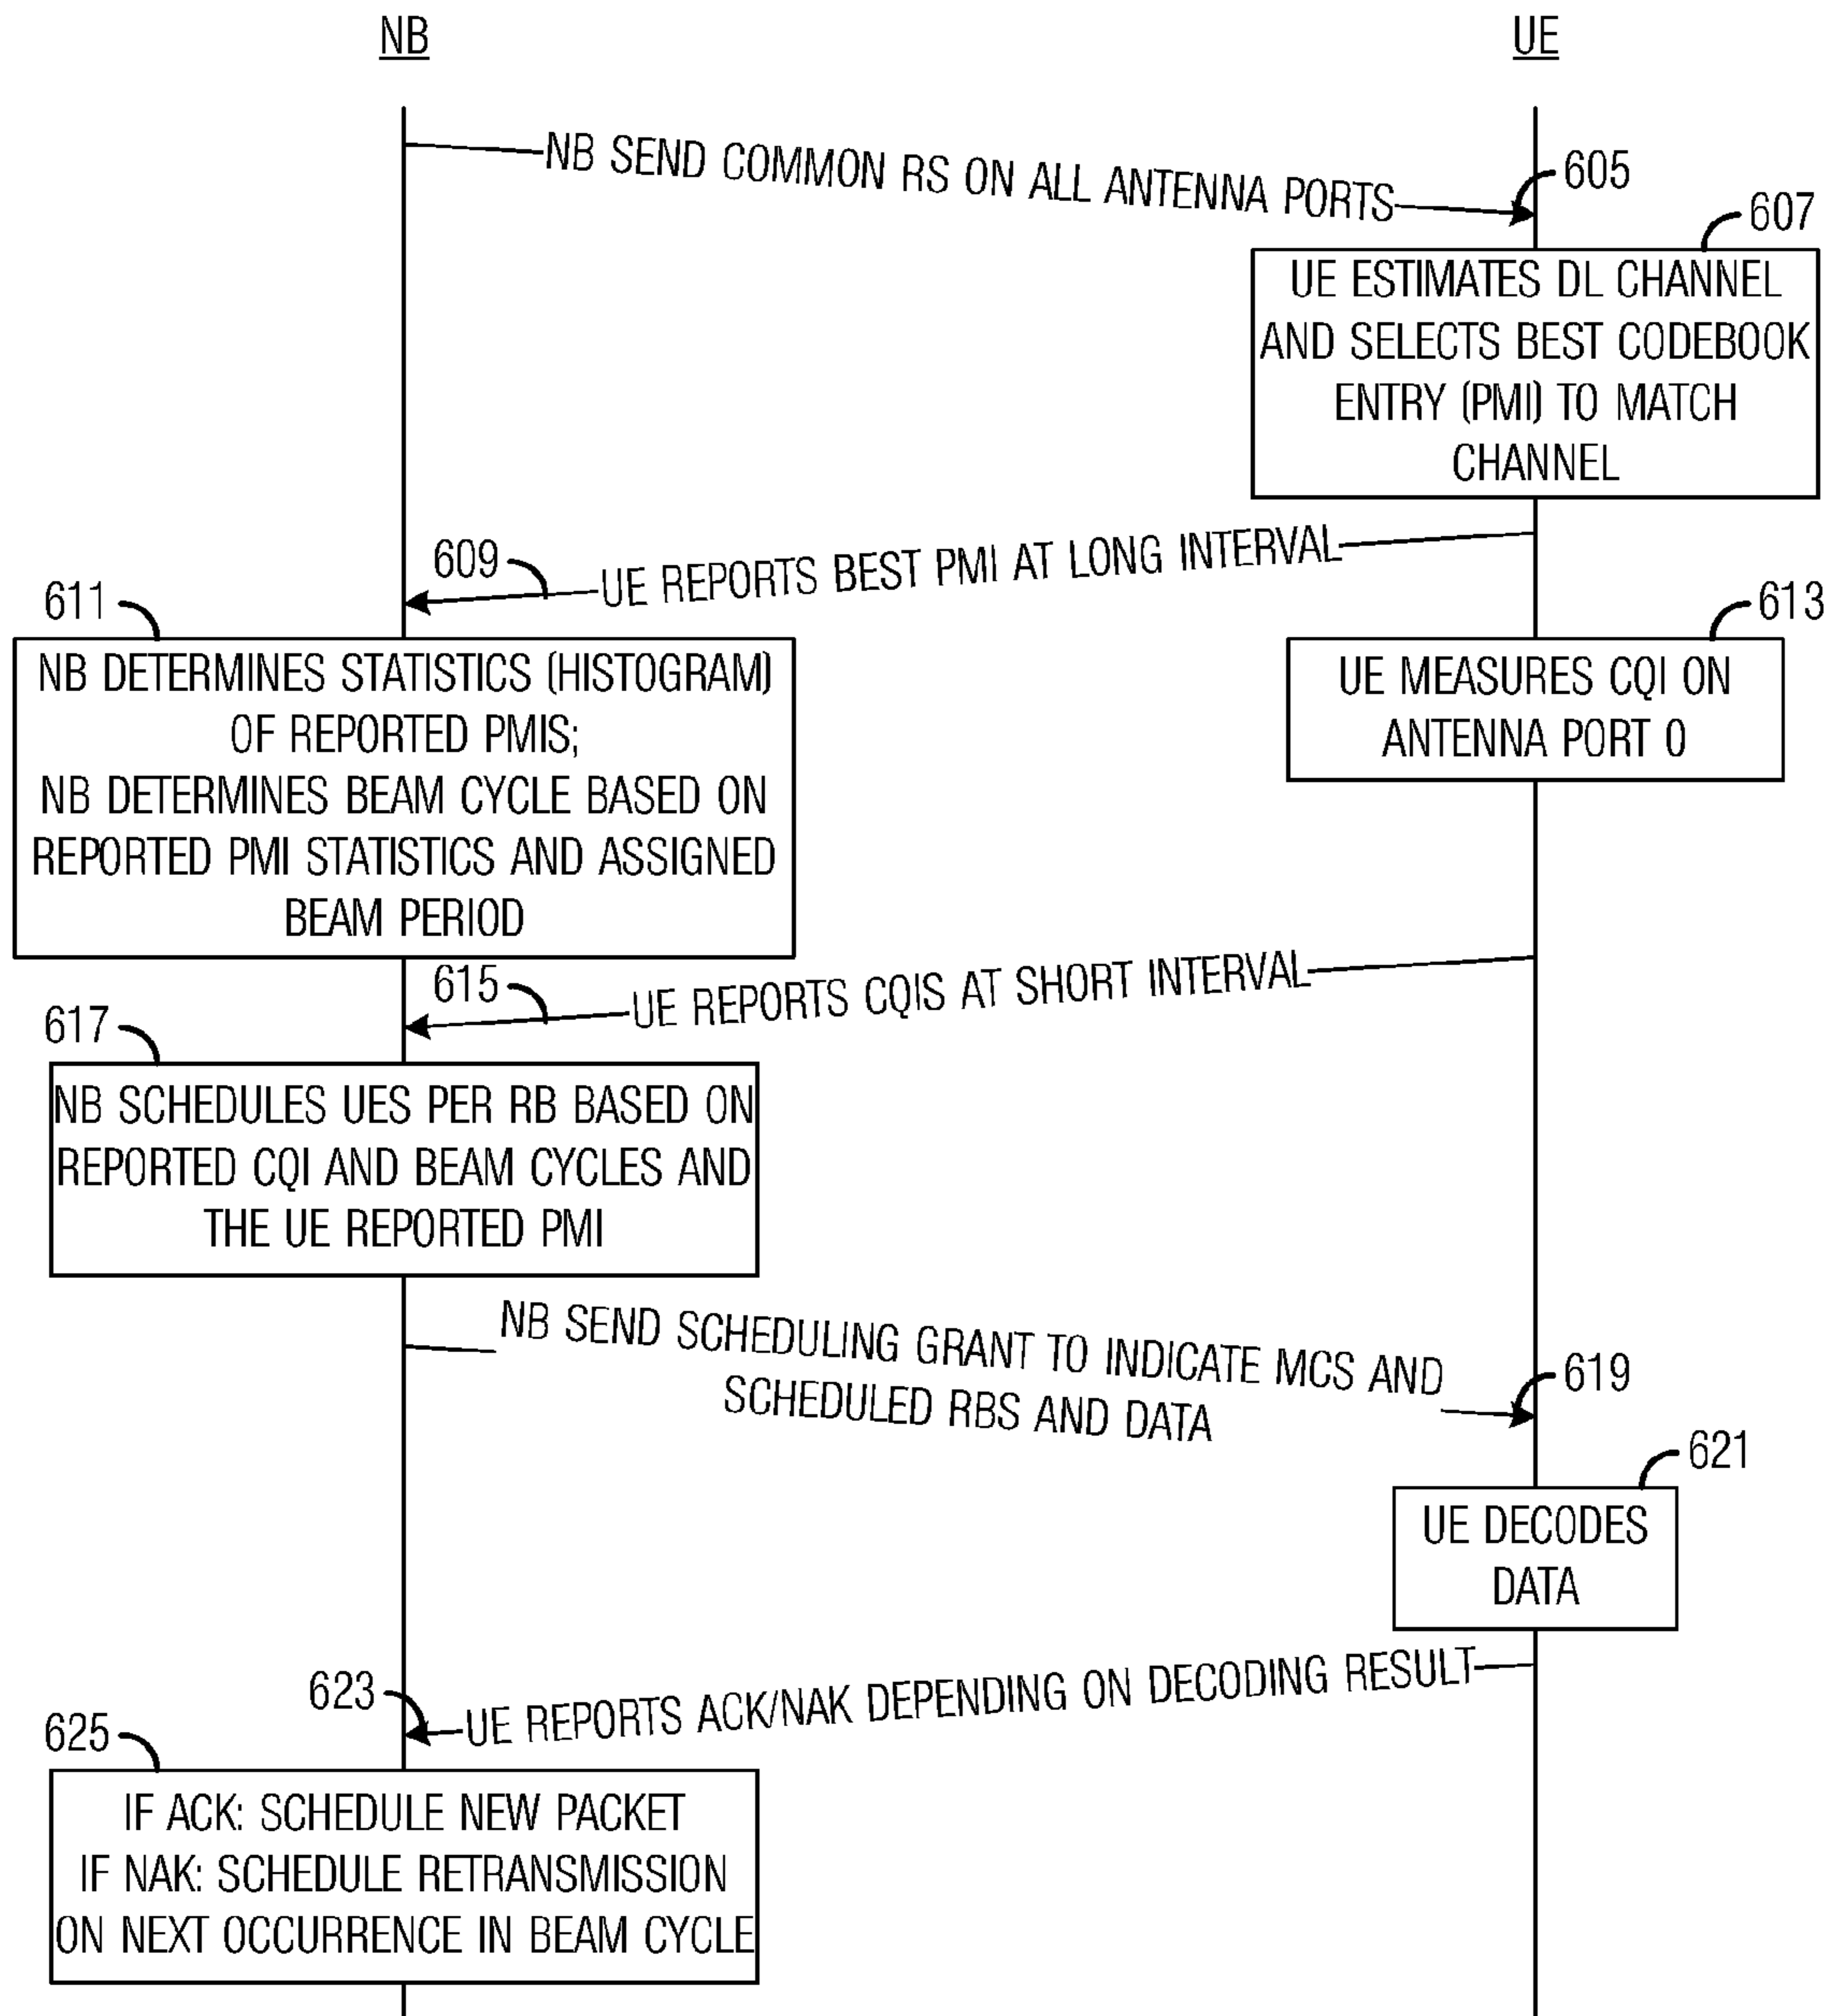 NB
UE
NB SEND COMMON RS ON ALL ANTENNA PORTS
605
607
UE ESTIMATES DL CHANNEL
AND SELECTS BEST CODEBOOK
ENTRY (PMI) TO MATCH
CHANNEL
609
UE REPORTS BEST PMI AT LONG INTERVAL
611
NB DETERMINES STATISTICS (HISTOGRAM)
OF REPORTED PMIS;
NB DETERMINES BEAM CYCLE BASED ON
REPORTED PMI STATISTICS AND ASSIGNED
BEAM PERIOD
613
UE MEASURES CQI ON
ANTENNA PORT 0
615
UE REPORTS CQIS AT SHORT INTERVAL
617
NB SCHEDULES UES PER RB BASED ON
REPORTED CQI AND BEAM CYCLES AND
THE UE REPORTED PMI
NB SEND SCHEDULING GRANT TO INDICATE MCS AND
SCHEDULED RBS AND DATA
619
621
UE DECODES
DATA
623
UE REPORTS ACK/NAK DEPENDING ON DECODING RESULT
625
IF ACK: SCHEDULE NEW PACKET
IF NAK: SCHEDULE RETRANSMISSION
ON NEXT OCCURRENCE IN BEAM CYCLE